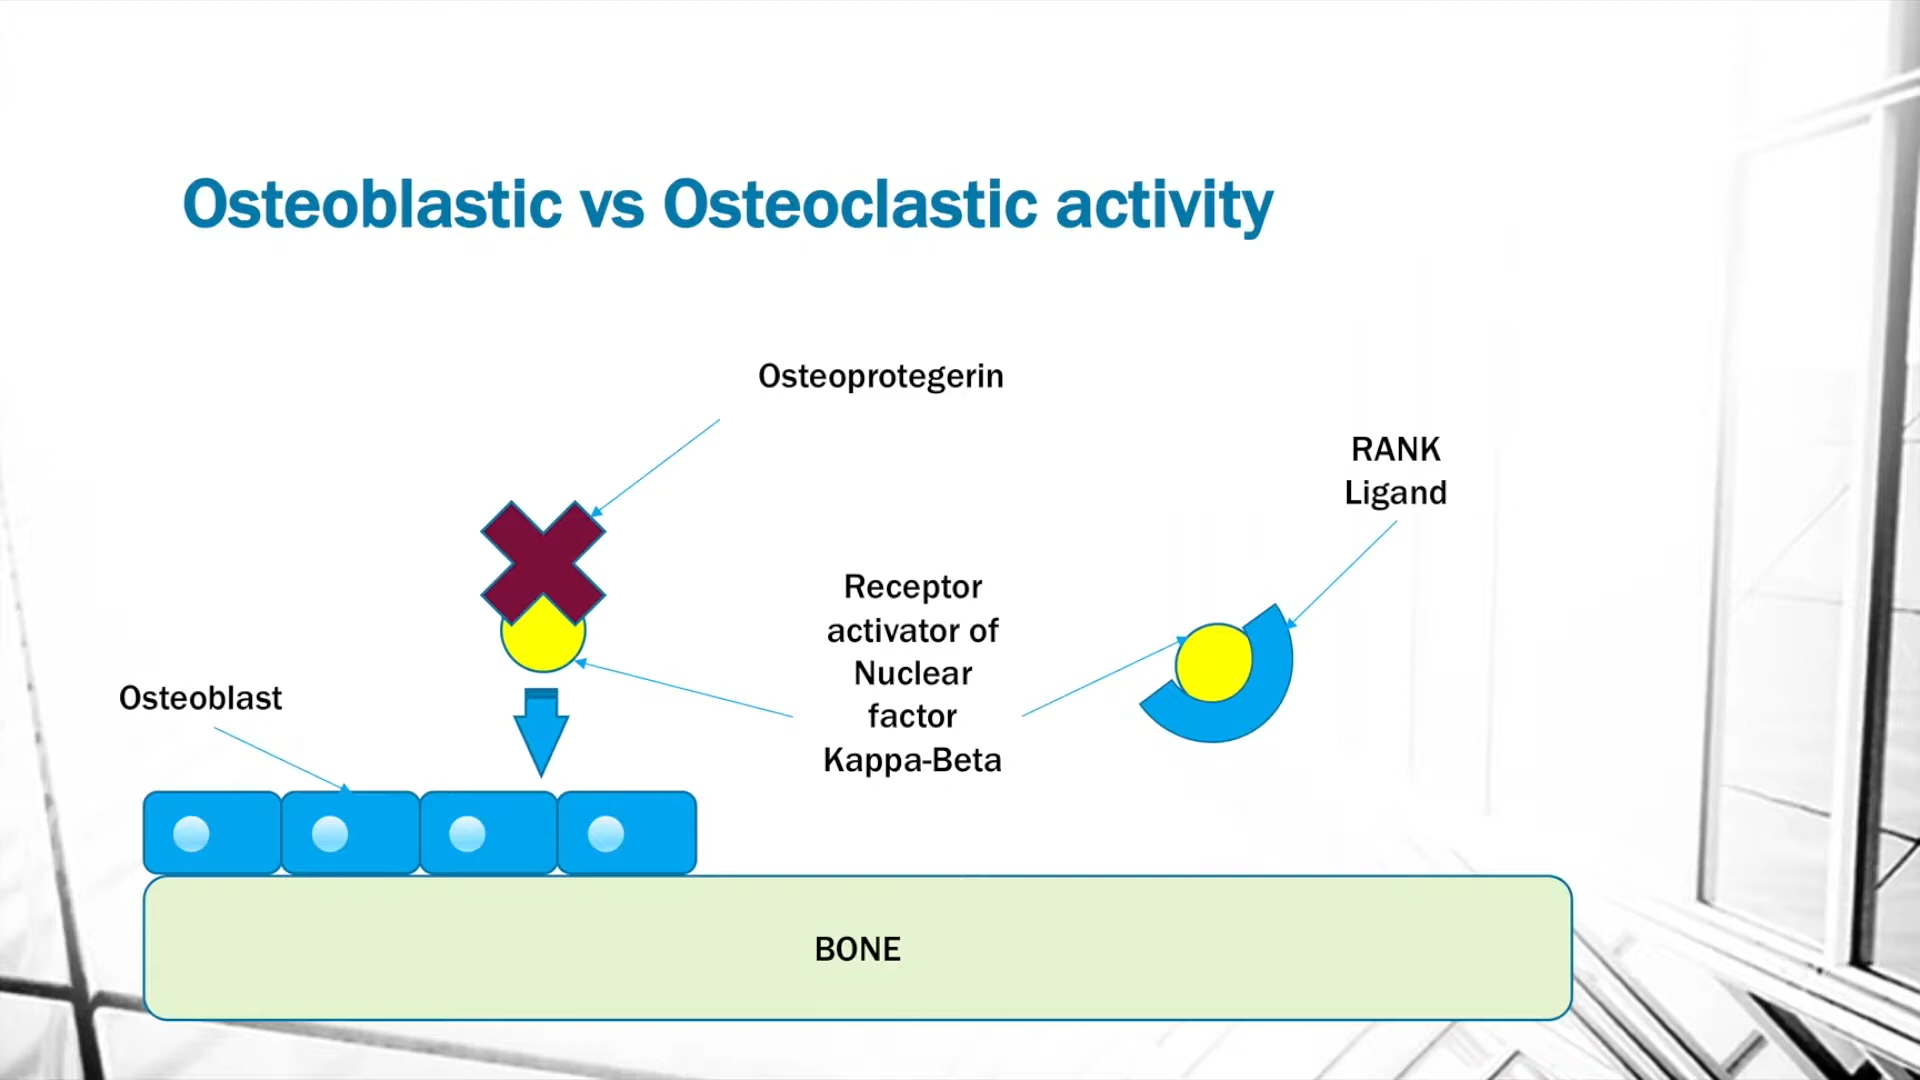 Osteoblastic vs Osteoclastic activity
Osteoprotegerin
RANK
Ligand
Receptor
activator of
Nuclear
factor
Kappa-Beta
Osteoblast
BONE